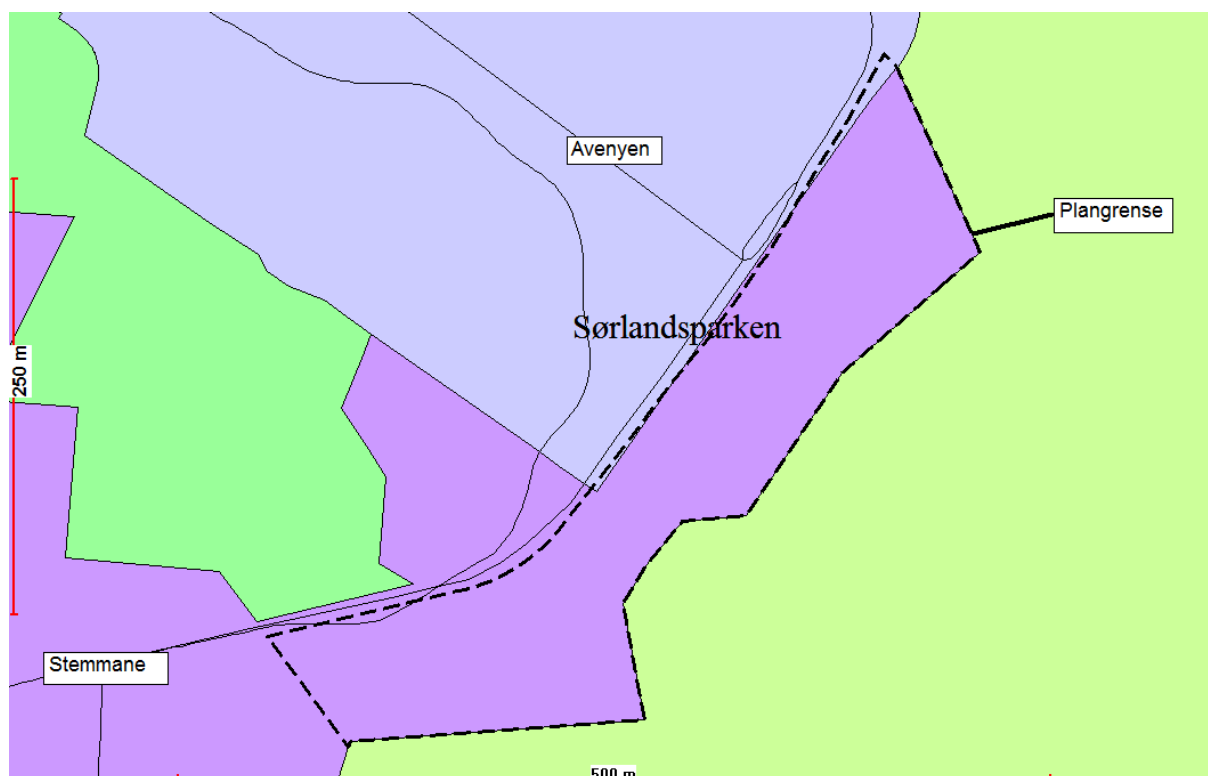 Avenyen
Plangrense
Sørlandsparken
250 m
Stemmane
500 m